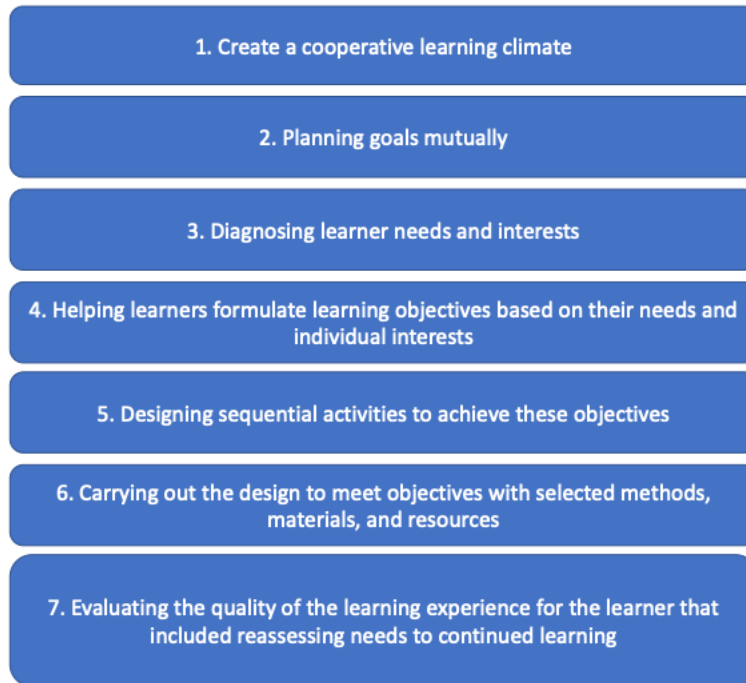 1. Create a cooperative learning climate
2. Planning goals mutually
3. Diagnosing learner needs and interests
4. Helping learners formulate learning objectives based on their needs and
individual interests
5. Designing sequential activities to achieve these objectives
6. Carrying out the design to meet objectives with selected methods,
materials, and resources
7. Evaluating the quality of the learning experience for the learner that
included reassessing needs to continued learning